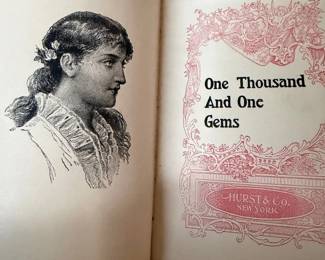 One Thousand
And One
Gems
HURST & CO.
NEW YORK